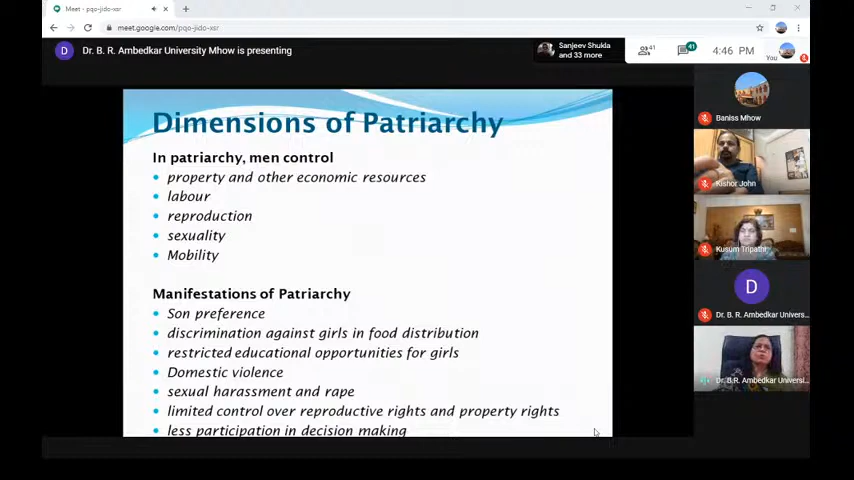 Meet - pqo-jido-xsr
meet.google.com/pqo-jido-xsr
D Dr. B. R. Ambedkar University Mhow is presenting
Sanjeev Shukla
and 33 more
41
41
4:46 PM
You
Dimensions of Patriarchy
In patriarchy, men control
• property and other economic resources
• labour
• reproduction
• sexuality
• Mobility
Manifestations of Patriarchy
• Son preference
• discrimination against girls in food distribution
• restricted educational opportunities for girls
• Domestic violence
• sexual harassment and rape
• limited control over reproductive rights and property rights
• less participation in decision making
Baniss Mhow
Kishor John
Kusum Tripathi
D
Dr. B. R. Ambedkar Univers...
Dr. B.R. Ambedkar Universi...